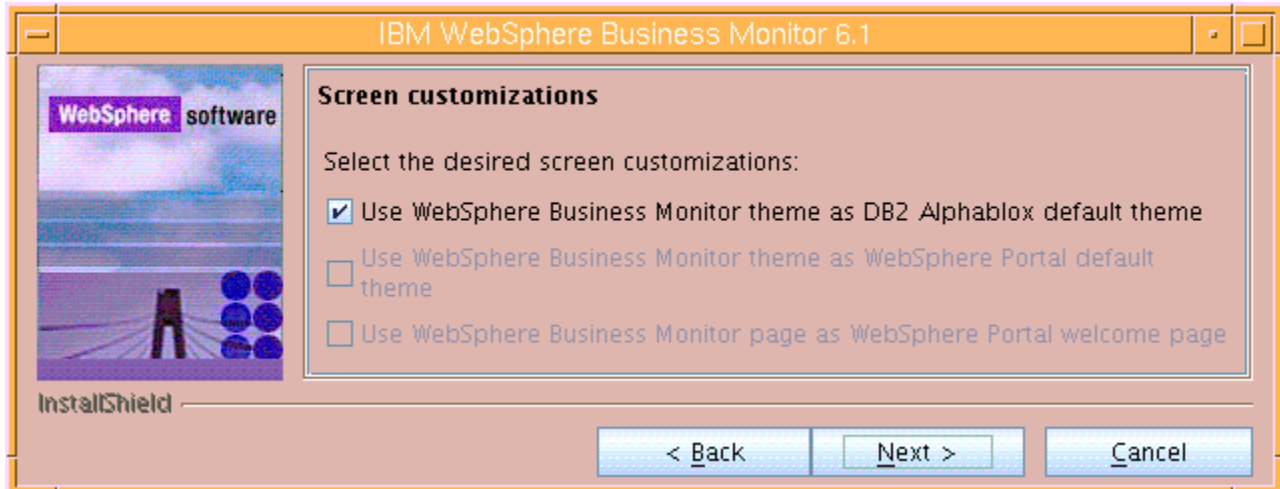 IBM WebSphere Business Monitor 6.1
WebSphere software
Screen customizations
Select the desired screen customizations:
Use WebSphere Business Monitor theme as DB2 Alphablox default theme
Use WebSphere Business Monitor theme as WebSphere Portal default
theme
Use WebSphere Business Monitor page as WebSphere Portal welcome page
InstallShield
< Back
Next >
Cancel